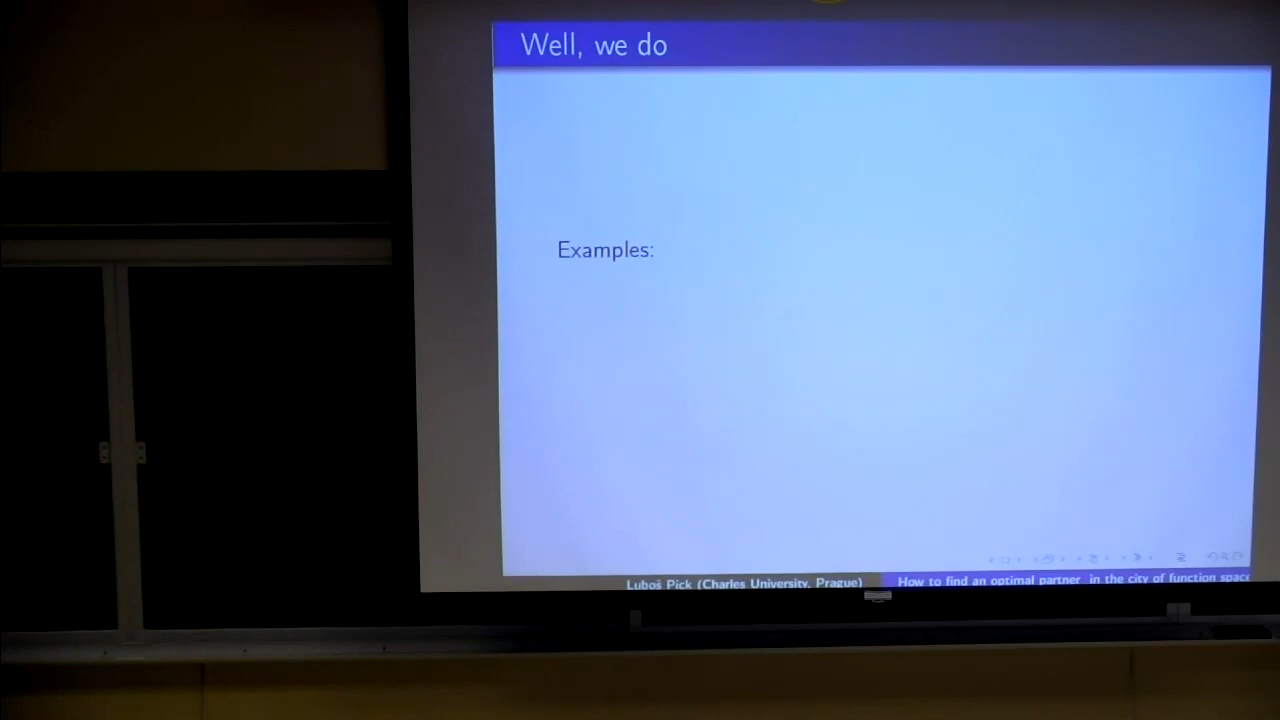 Well, we do
Examples:
Luboš Pick (Charles University, Prague)
How to find an optimal partner in the city of function space